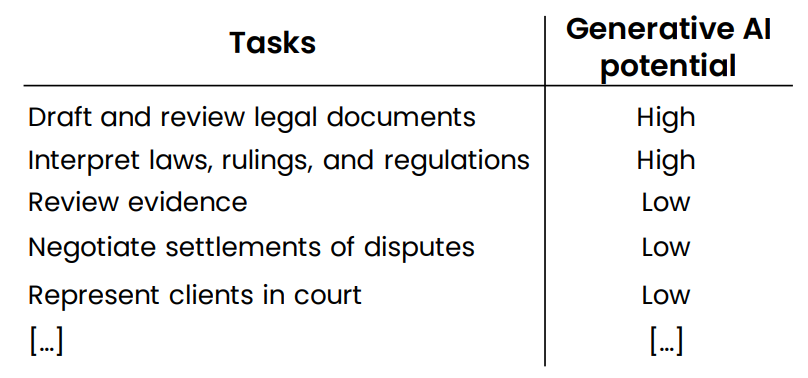 Tasks
Generative AI
potential
Draft and review legal documents
High
Interpret laws, rulings, and regulations
High
Review evidence
Low
Negotiate settlements of disputes
Low
Represent clients in court
Low
[...]
[...]